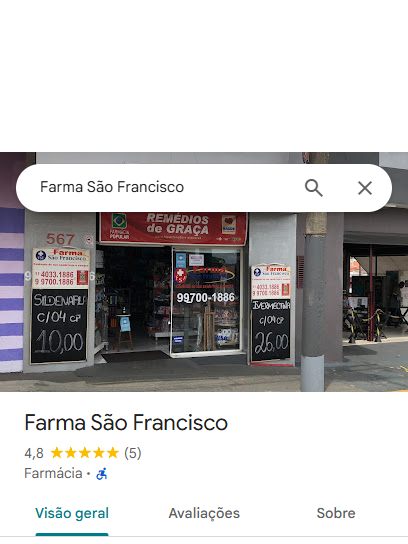 Farma São Francisco
REMÉDIOS
de GRAÇA
FARMÁCIA
POPULAR
567
Farma
São Francisco
4033.1886
9 9700.1886
SILDENAFILA
C/04 CP
10,00
Farma
99700-1886
Farma
São Francisco
4033.1886
9 9700.1886
IVERMECTINA
C/04 CP
26,00
Farma São Francisco
4,8 (5)
Farmácia ·
Visão geral Avaliações Sobre